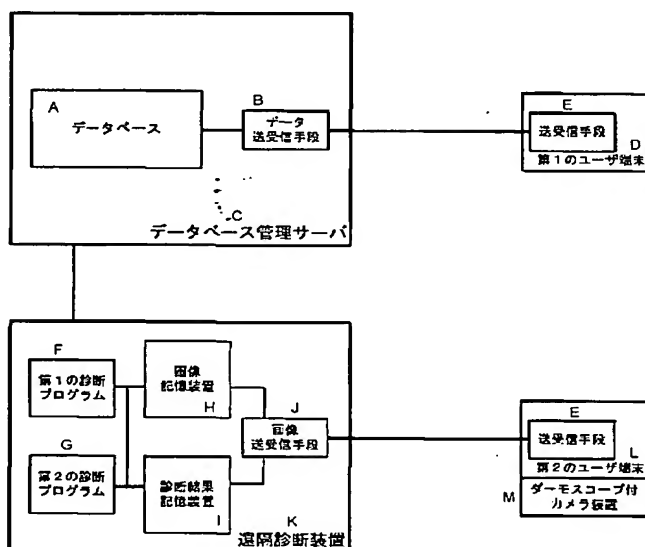 A
データベース
B
データ
送受信手段
C
データベース管理サーバ
E
送受信手段
D
第1のユーザ端末
F
第1の診断
プログラム
G
第2の診断
プログラム
画像
記憶装置
H
診断結果
記憶装置
I
J
画像
送受信手段
K
遠隔診断装置
E
送受信手段
L
第2のユーザ端末
M
ダーモスコープ付
カメラ装置